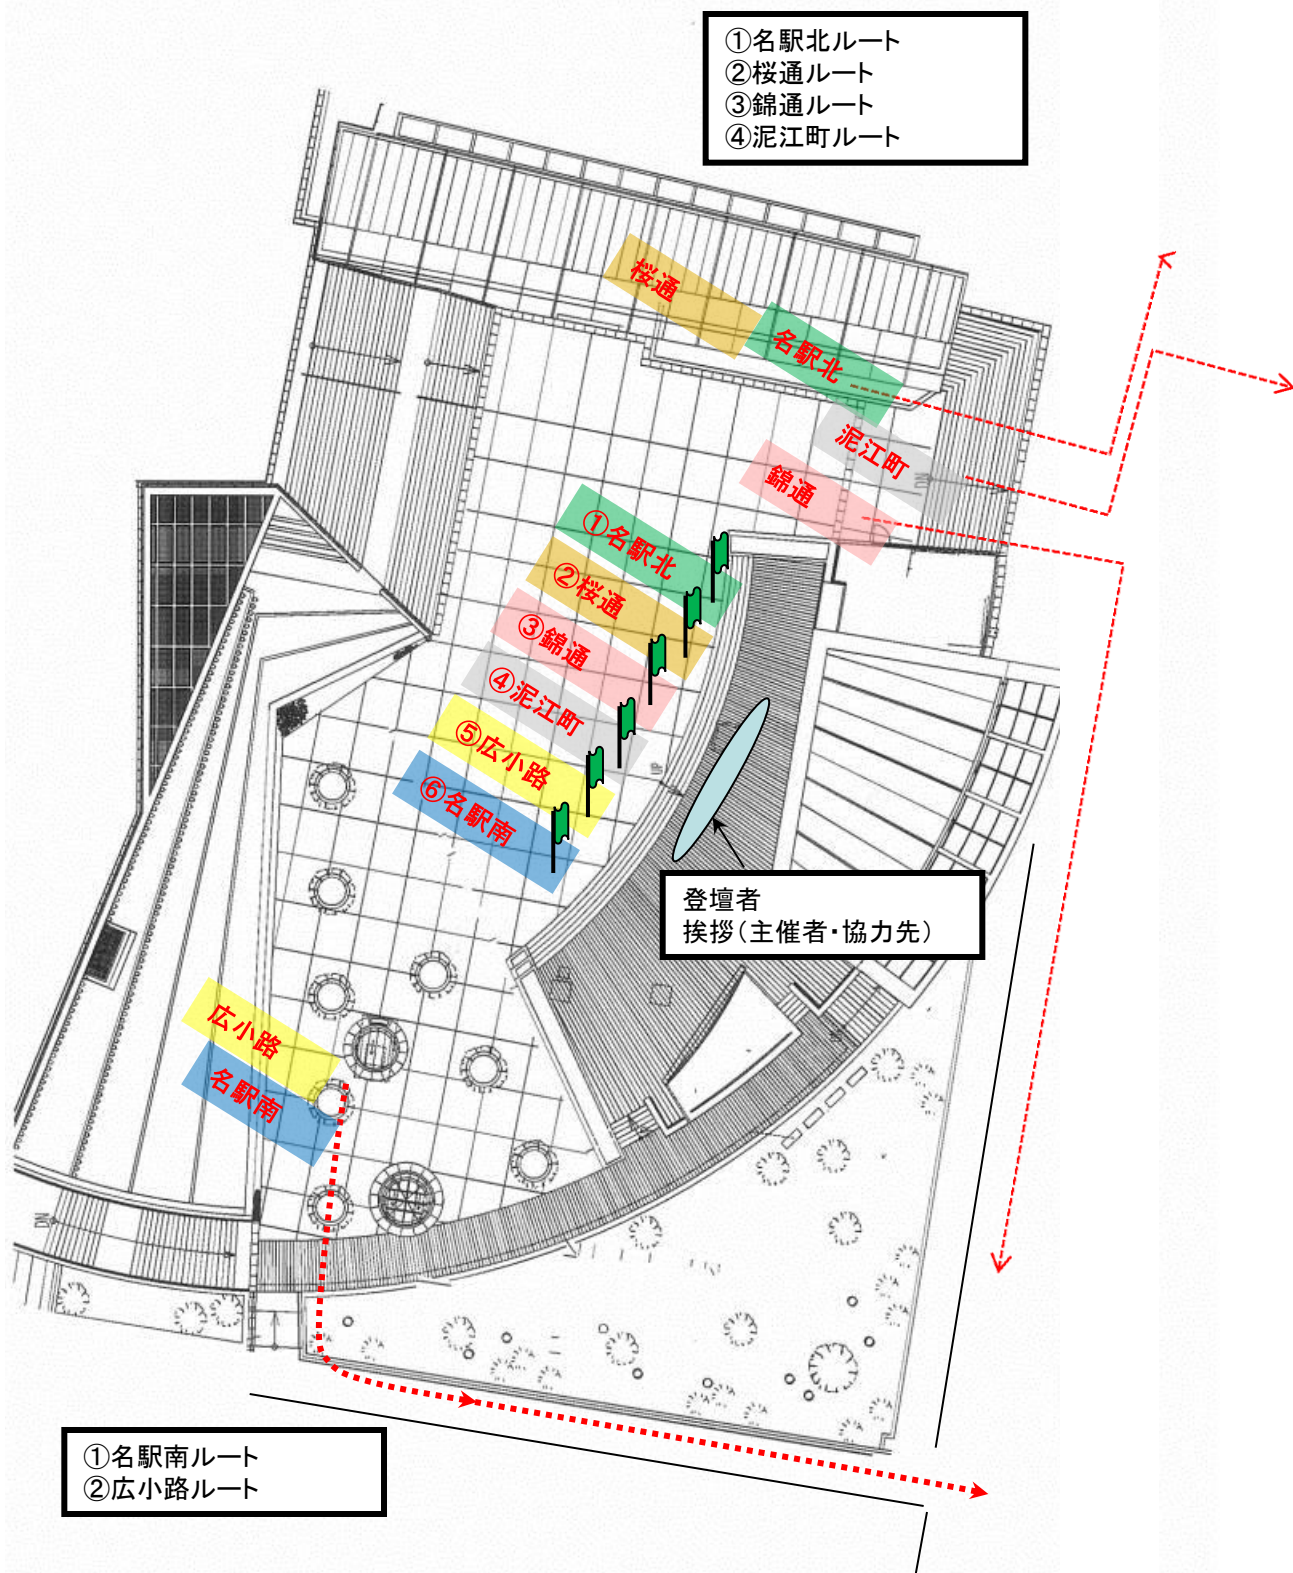 ①名駅北ルート
②桜通ルート
③錦通ルート
④泥江町ルート
桜通
名駅北
泥江町
錦通
DN
①名駅北
②桜通
③錦通
④泥江町
⑤広小路
⑥名駅南
UP
登壇者
挨拶(主催者・協力先)
広小路
名駅南
DN
①名駅南ルート
②広小路ルート